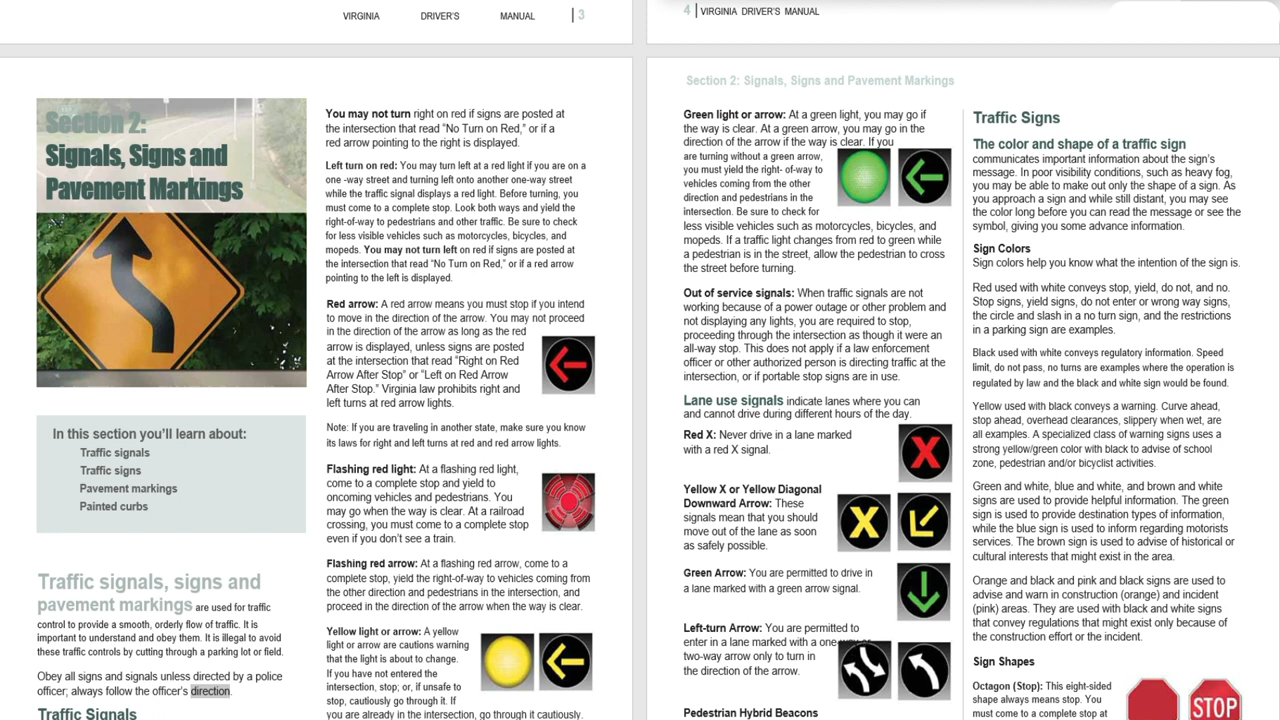 VIRGINIA DRIVER'S MANUAL | 3
Section 2:
Signals, Signs and
Pavement Markings
In this section you'll learn about:
Traffic signals
Traffic signs
Pavement markings
Painted curbs
Traffic signals, signs and
pavement markings are used for traffic
control to provide a smooth, orderly flow of traffic. It is
important to understand and obey them. It is illegal to avoid
these traffic controls by cutting through a parking lot or field.
Obey all signs and signals unless directed by a police
officer; always follow the officer's direction.
Traffic Signals
You may not turn right on red if signs are posted at
the intersection that read "No Turn on Red," or if a
red arrow pointing to the right is displayed.
Left turn on red: You may turn left at a red light if you are on a
one -way street and turning left onto another one-way street
while the traffic signal displays a red light. Before turning, you
must come to a complete stop. Look both ways and yield the
right-of-way to pedestrians and other traffic. Be sure to check
for less visible vehicles such as motorcycles, bicycles, and
mopeds. You may not turn left on red if signs are posted at
the intersection that read "No Turn on Red," or if a red arrow
pointing to the left is displayed.
Red arrow: A red arrow means you must stop if you intend
to move in the direction of the arrow. You may not proceed
in the direction of the arrow as long as the red
arrow is displayed, unless signs are posted
at the intersection that read "Right on Red
Arrow After Stop" or "Left on Red Arrow
After Stop." Virginia law prohibits right and
left turns at red arrow lights.
Note: If you are traveling in another state, make sure you know
its laws for right and left turns at red and red arrow lights.
Flashing red light: At a flashing red light,
come to a complete stop and yield to
oncoming vehicles and pedestrians. You
may go when the way is clear. At a railroad
crossing, you must come to a complete stop
even if you don't see a train.
Flashing red arrow: At a flashing red arrow, come to a
complete stop, yield the right-of-way to vehicles coming from
the other direction and pedestrians in the intersection, and
proceed in the direction of the arrow when the way is clear.
Yellow light or arrow: A yellow
light or arrow are cautions warning
that the light is about to change.
If you have not entered the
intersection, stop; or, if unsafe to
stop, cautiously go through it. If
you are already in the intersection, go through it cautiously.
4 | VIRGINIA DRIVER'S MANUAL
Section 2: Signals, Signs and Pavement Markings
Green light or arrow: At a green light, you may go if
the way is clear. At a green arrow, you may go in the
direction of the arrow if the way is clear. If you
are turning without a green arrow,
you must yield the right- of-way to
vehicles coming from the other
direction and pedestrians in the
intersection. Be sure to check for
less visible vehicles such as motorcycles, bicycles, and
mopeds. If a traffic light changes from red to green while
a pedestrian is in the street, allow the pedestrian to cross
the street before turning.
Out of service signals: When traffic signals are not
working because of a power outage or other problem and
not displaying any lights, you are required to stop,
proceeding through the intersection as though it were an
all-way stop. This does not apply if a law enforcement
officer or other authorized person is directing traffic at the
intersection, or if portable stop signs are in use.
Lane use signals indicate lanes where you can
and cannot drive during different hours of the day.
Red X: Never drive in a lane marked
with a red X signal.
X
Yellow X or Yellow Diagonal
Downward Arrow: These
signals mean that you should
move out of the lane as soon
as safely possible.
X
Green Arrow: You are permitted to drive in
a lane marked with a green arrow signal.
Left-turn Arrow: You are permitted to
enter in a lane marked with a one-way or
two-way arrow only to turn in
the direction of the arrow.
Pedestrian Hybrid Beacons
Traffic Signs
The color and shape of a traffic sign
communicates important information about the sign's
message. In poor visibility conditions, such as heavy fog,
you may be able to make out only the shape of a sign. As
you approach a sign and while still distant, you may see
the color long before you can read the message or see the
symbol, giving you some advance information.
Sign Colors
Sign colors help you know what the intention of the sign is.
Red used with white conveys stop, yield, do not, and no.
Stop signs, yield signs, do not enter or wrong way signs,
the circle and slash in a no turn sign, and the restrictions
in a parking sign are examples.
Black used with white conveys regulatory information. Speed
limit, do not pass, no turns are examples where the operation is
regulated by law and the black and white sign would be found.
Yellow used with black conveys a warning. Curve ahead,
stop ahead, overhead clearances, slippery when wet, are
all examples. A specialized class of warning signs uses a
strong yellow/green color with black to advise of school
zone, pedestrian and/or bicyclist activities.
Green and white, blue and white, and brown and white
signs are used to provide helpful information. The green
sign is used to provide destination types of information,
while the blue sign is used to inform regarding motorists
services. The brown sign is used to advise of historical or
cultural interests that might exist in the area.
Orange and black and pink and black signs are used to
advise and warn in construction (orange) and incident
(pink) areas. They are used with black and white signs
that convey regulations that might exist only because of
the construction effort or the incident.
Sign Shapes
Octagon (Stop): This eight-sided
shape always means stop. You
must come to a complete stop at
STOP